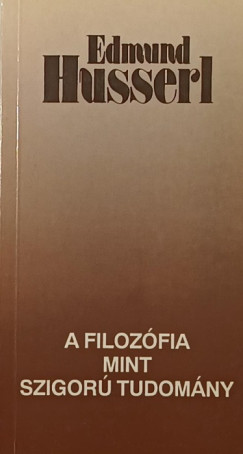 Edmund
Husserl
A FILOZÓFIA
MINT
SZIGORÚ TUDOMÁNY